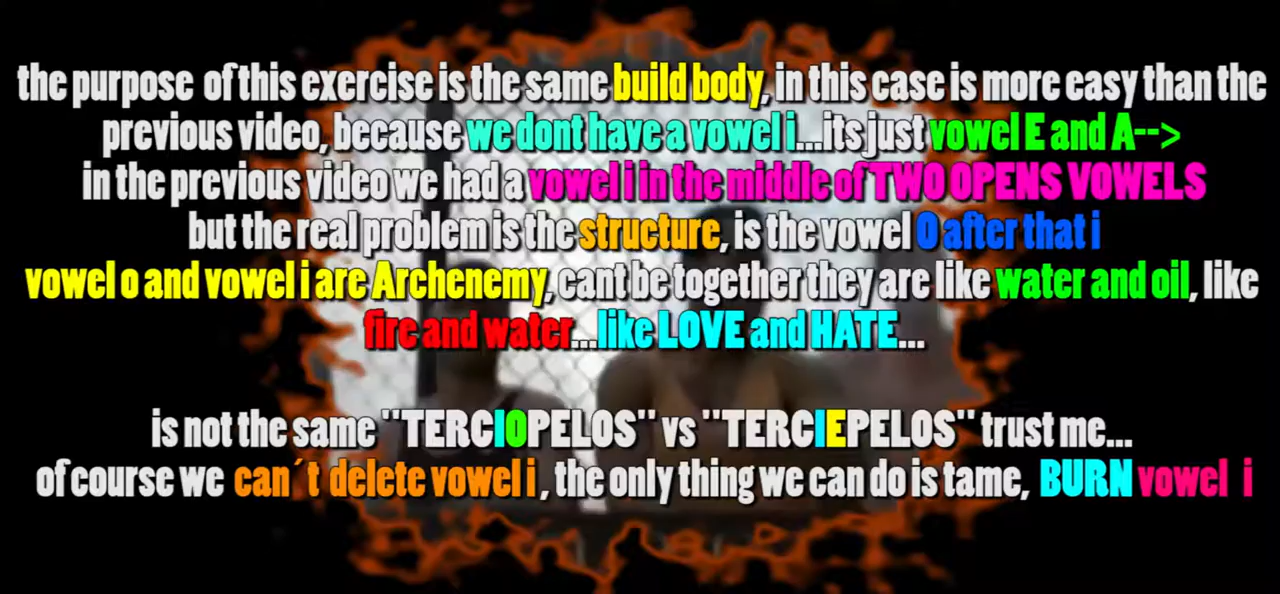 the purpose of this exercise is the same build body, in this case is more easy than the
previous video, because we dont have a vowel i...its just vowel E and A-->
in the previous video we had a vowel i in the middle of TWO OPENS VOWELS
but the real problem is the structure, is the vowel O after that i
vowel o and vowel i are Archenemy, cant be together they are like water and oil, like
fire and water...like LOVE and HATE...
is not the same "TERCIOPELOS" vs "TERCIEPELOS" trust me...
of course we can´t delete vowel i, the only thing we can do is tame, BURN vowel i